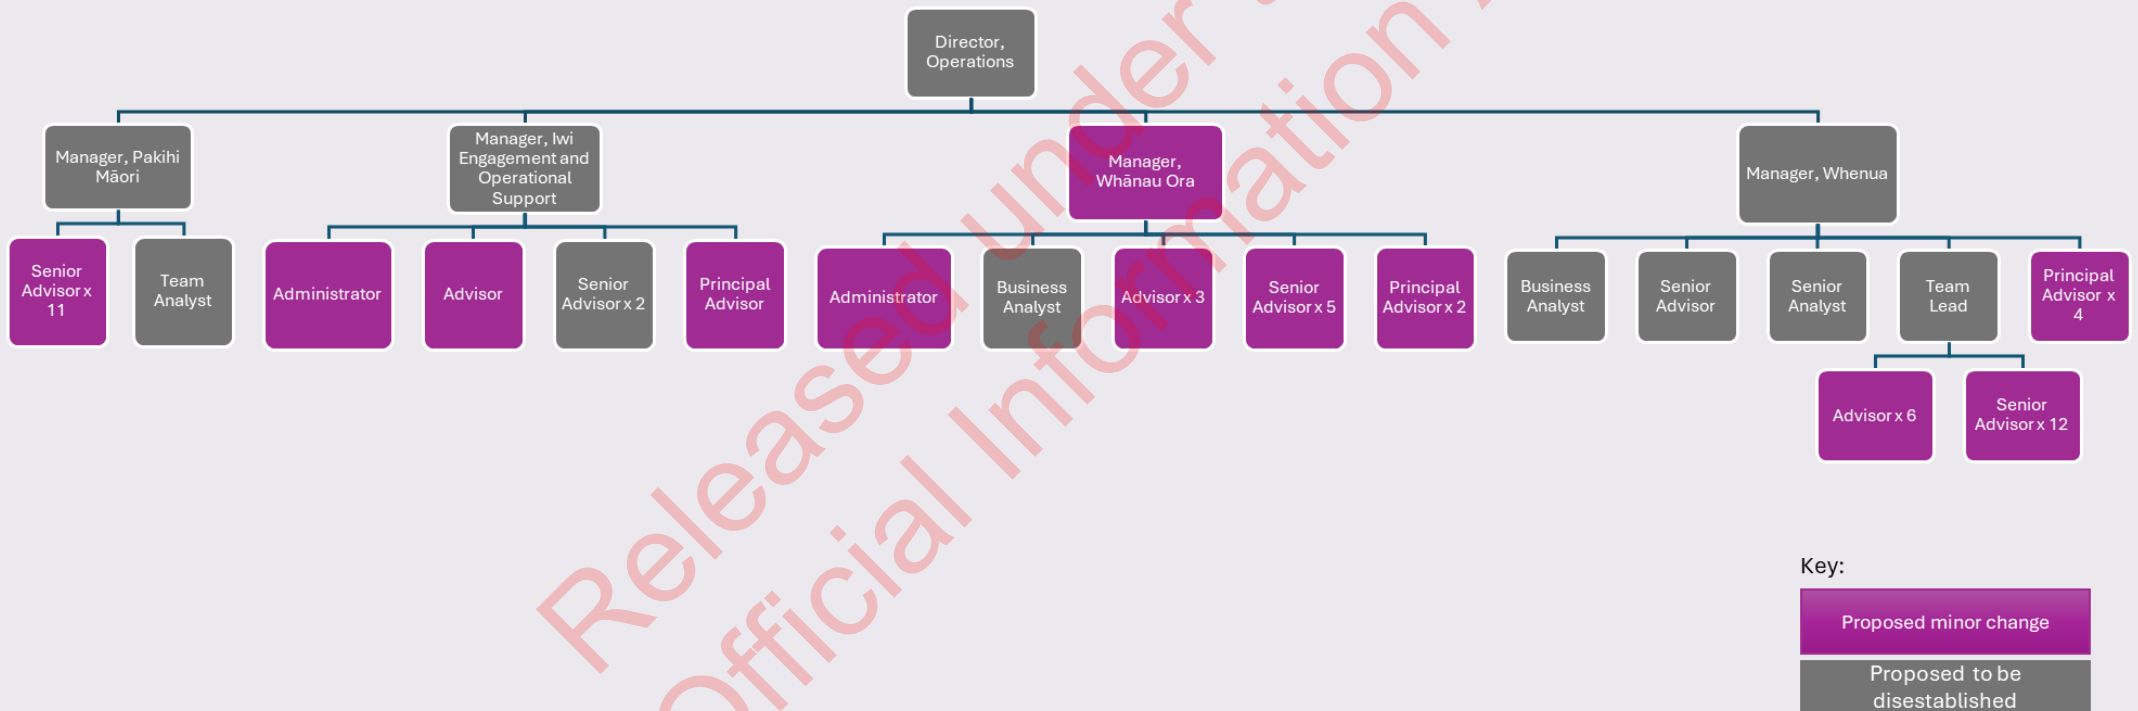 Director,
Operations
Manager, Pakihi
Māori
Manager, Iwi
Engagement and
Operational
Support
Manager,
Whānau Ora
Manager, Whenua
Senior
Advisor x
11
Team
Analyst
Administrator
Advisor
Senior
Advisor x 2
Principal
Advisor
Administrator
Business
Analyst
Advisor x 3
Senior
Advisor x 5
Principal
Advisor x 2
Business
Analyst
Senior
Advisor
Senior
Analyst
Team
Lead
Principal
Advisor x
4
Advisor x 6
Senior
Advisor x 12
Key:
Proposed minor change
Proposed to be
disestablished
Released under
Official Information